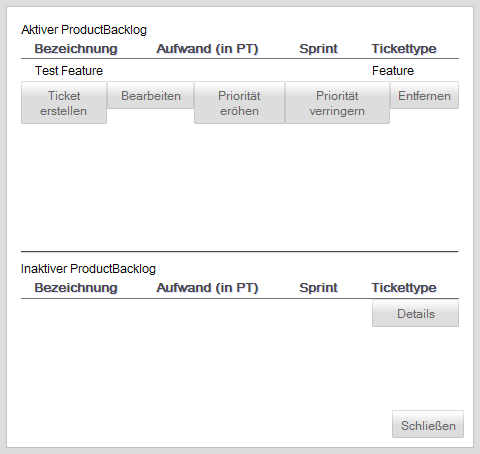 Aktiver ProductBacklog
Bezeichnung Aufwand (in PT) Sprint Tickettype
Test Feature Feature
Ticket erstellen Bearbeiten Priorität eröhen Priorität verringern Entfernen
Inaktiver ProductBacklog
Bezeichnung Aufwand (in PT) Sprint Tickettype
Details
Schließen